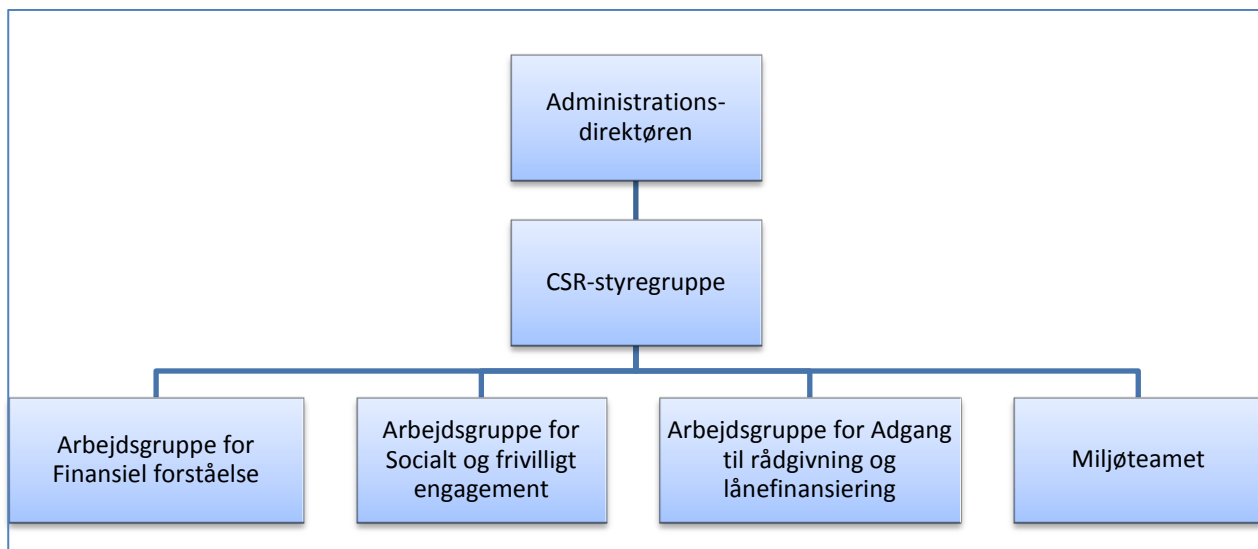 Administrations-
direktøren
CSR-styregruppe
Arbejdsgruppe for
Finansiel forståelse
Arbejdsgruppe for
Socialt og frivilligt
engagement
Arbejdsgruppe for Adgang
til rådgivning og
lånefinansiering
Miljøteamet